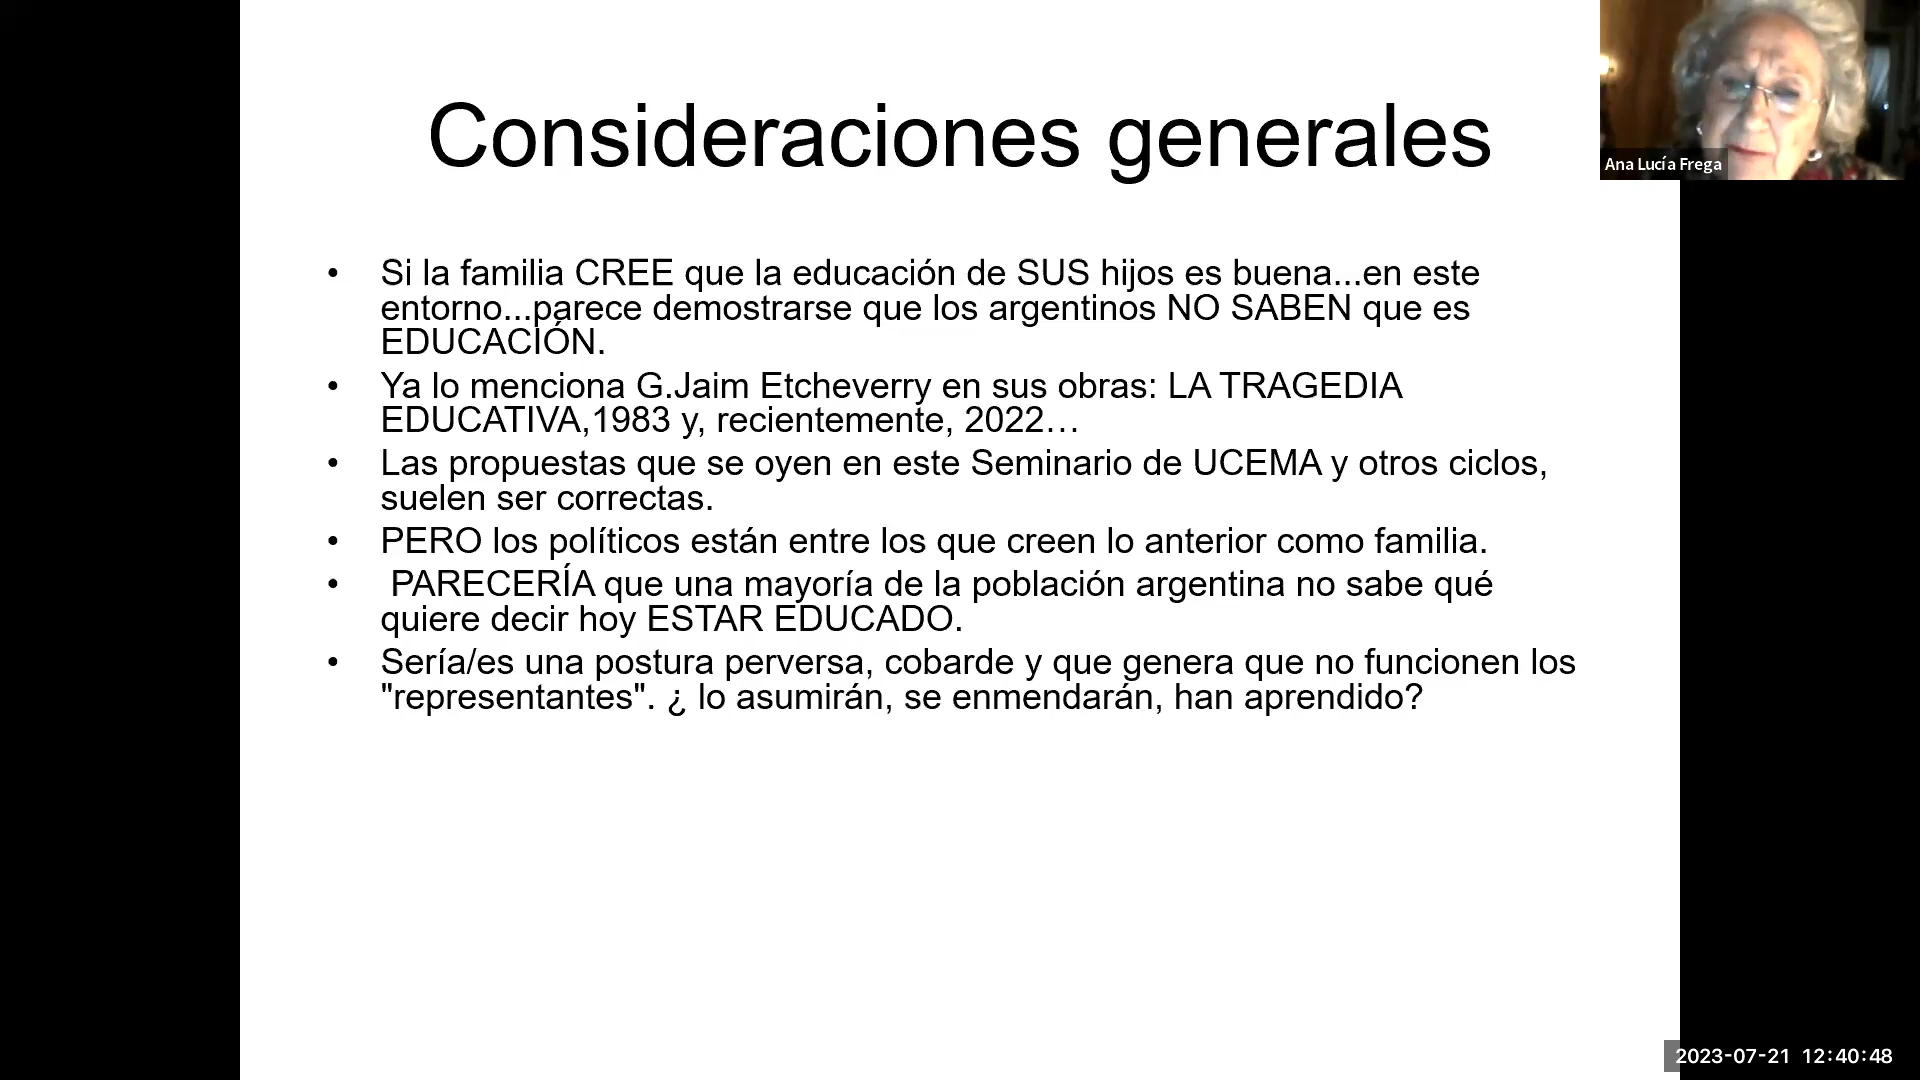 Consideraciones generales
Ana Lucía Frega
• Si la familia CREE que la educación de SUS hijos es buena...en este
entorno...parece demostrarse que los argentinos NO SABEN que es
EDUCACIÓN.
• Ya lo menciona G.Jaim Etcheverry en sus obras: LA TRAGEDIA
EDUCATIVA,1983 y, recientemente, 2022…
• Las propuestas que se oyen en este Seminario de UCEMA y otros ciclos,
suelen ser correctas.
• PERO los políticos están entre los que creen lo anterior como familia.
• PARECERÍA que una mayoría de la población argentina no sabe qué
quiere decir hoy ESTAR EDUCADO.
• Sería/es una postura perversa, cobarde y que genera que no funcionen los
"representantes". ¿ lo asumirán, se enmendarán, han aprendido?
2023-07-21 12:40:48